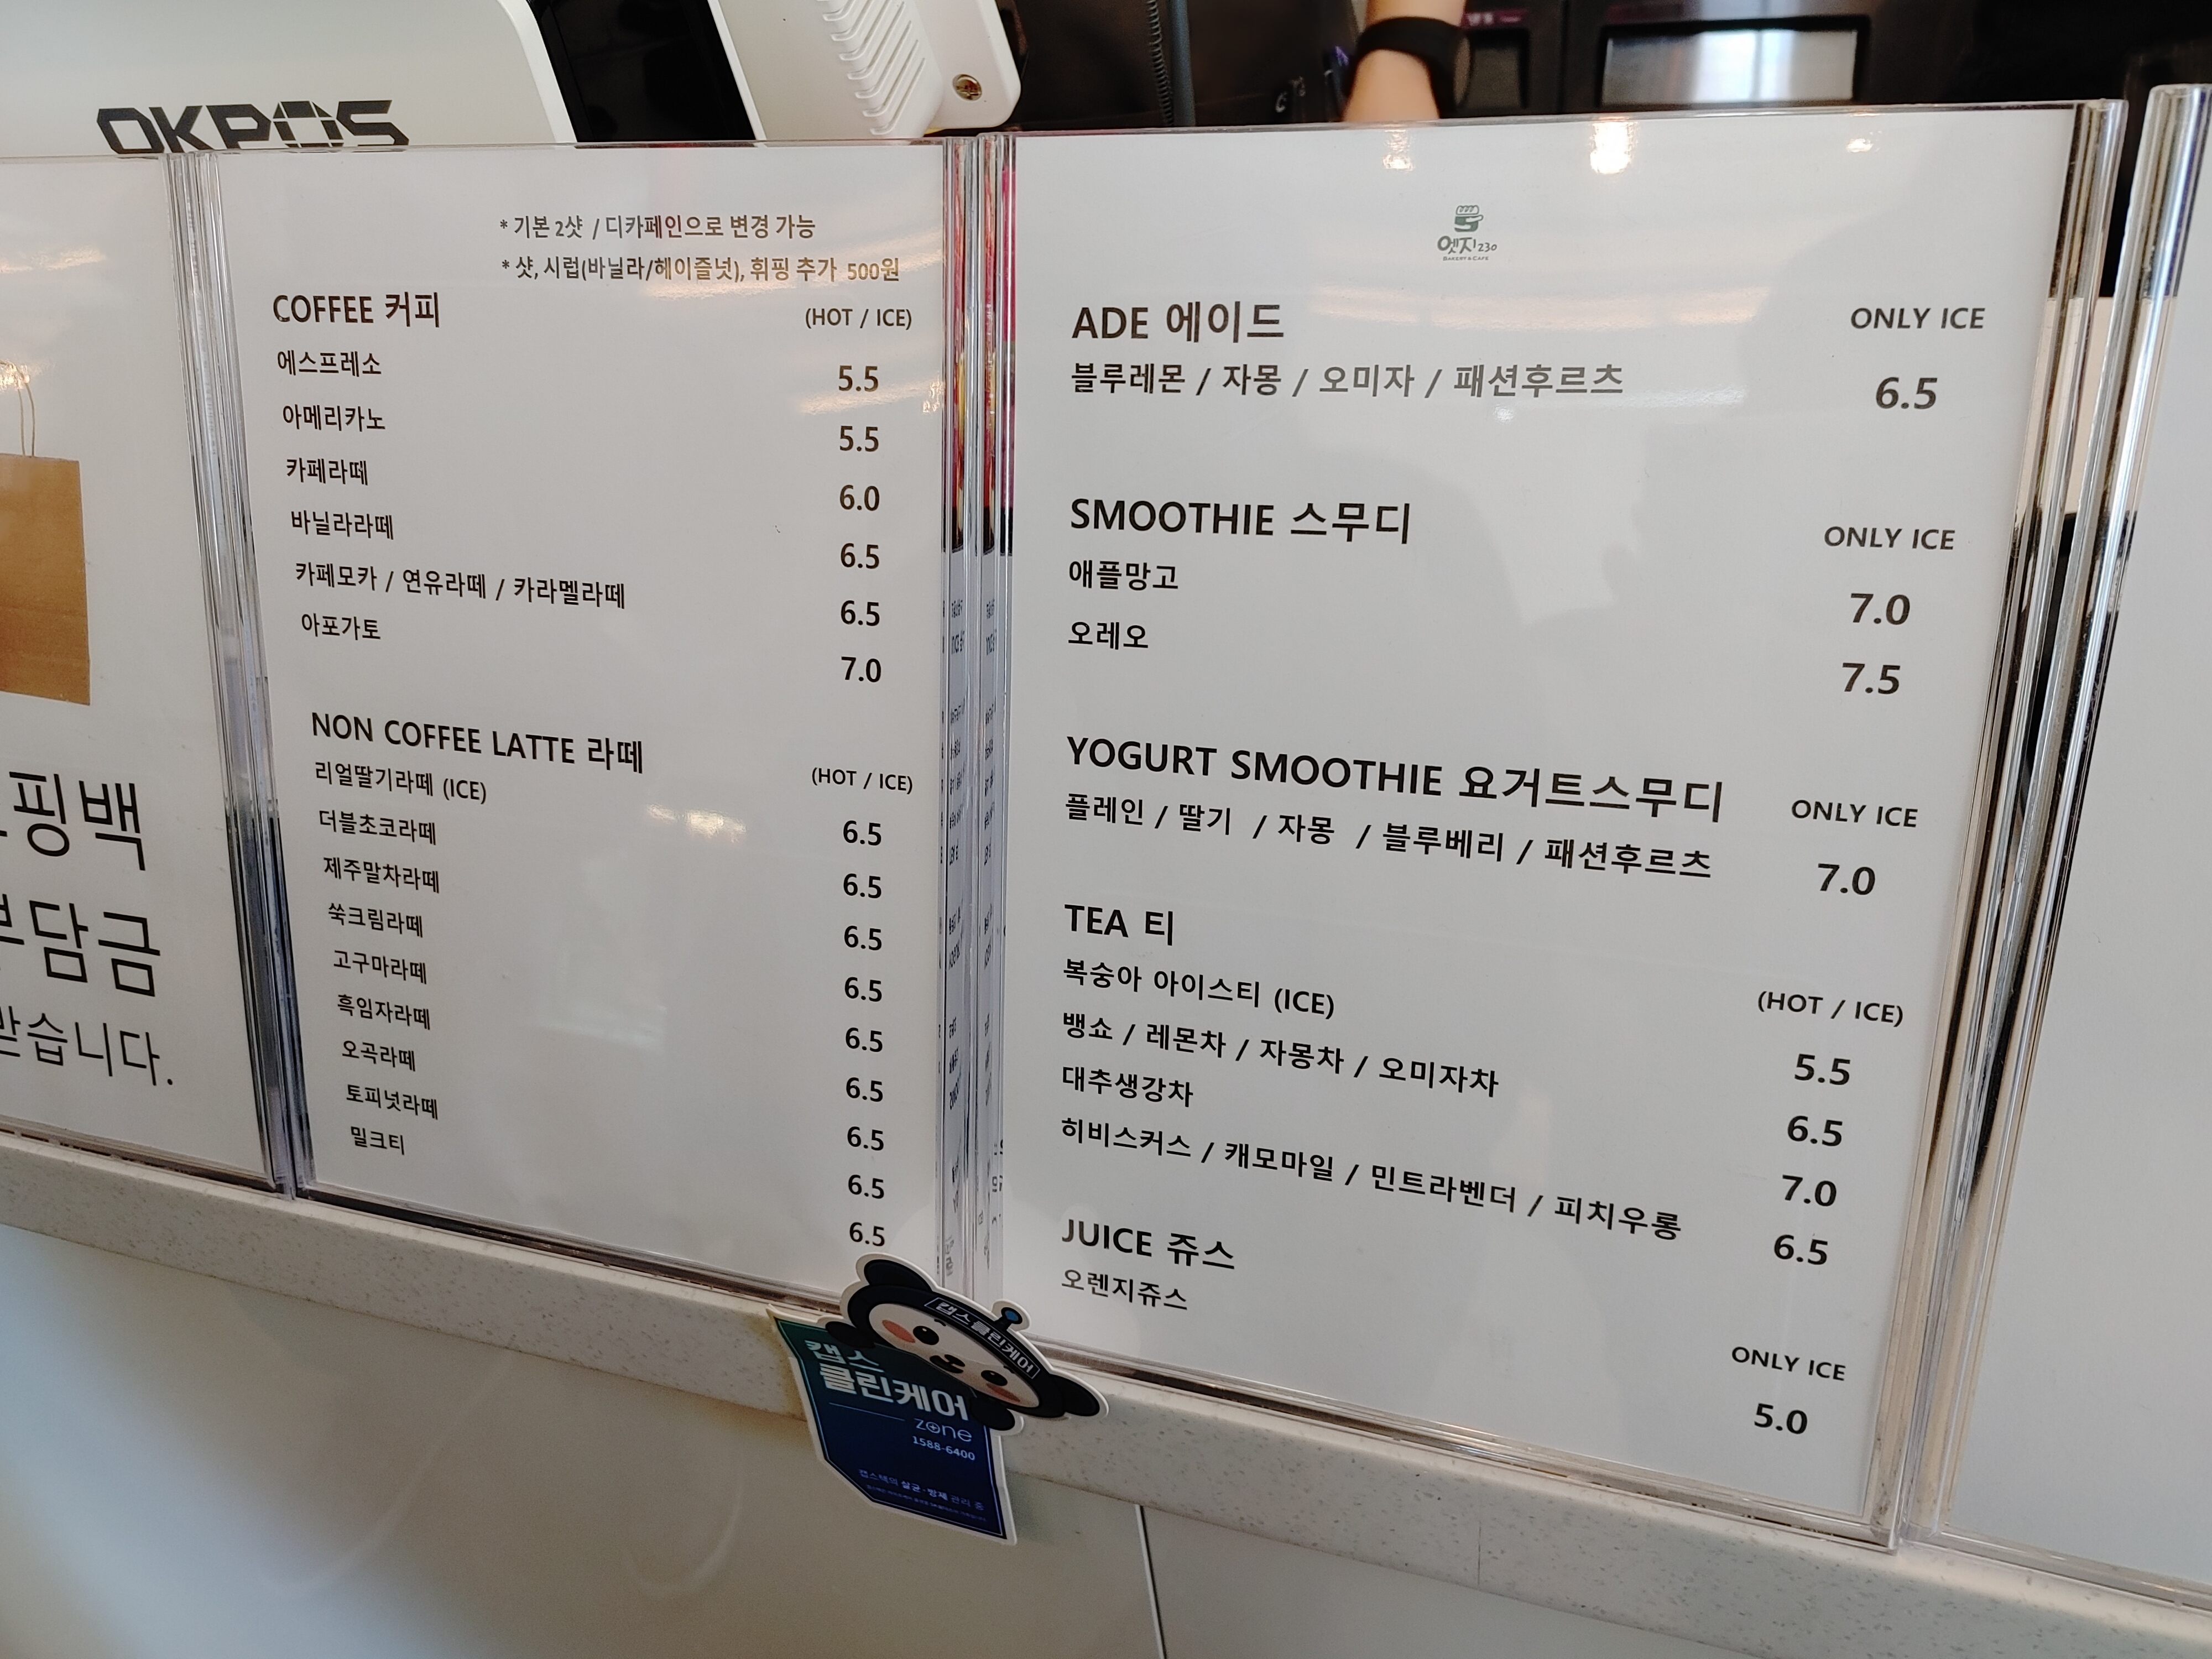 OKPOS
핑백
담금
받습니다.
* 기본 2샷 / 디카페인으로 변경 가능
* 샷, 시럽(바닐라/헤이즐넛), 휘핑 추가 500원
COFFEE 커피 (HOT / ICE)
에스프레소 5.5
아메리카노 5.5
카페라떼 6.0
바닐라라떼 6.5
카페모카 / 연유라떼 / 카라멜라떼 6.5
아포가토 7.0
NON COFFEE LATTE 라떼 (HOT / ICE)
리얼딸기라떼 (ICE) 6.5
더블초코라떼 6.5
제주말차라떼 6.5
쑥크림라떼 6.5
고구마라떼 6.5
흑임자라떼 6.5
오곡라떼 6.5
토피넛라떼 6.5
밀크티 6.5
엣지230
BAKERY & CAFE
ADE 에이드 ONLY ICE
블루레몬 / 자몽 / 오미자 / 패션후르츠 6.5
SMOOTHIE 스무디 ONLY ICE
애플망고 7.0
오레오 7.5
YOGURT SMOOTHIE 요거트스무디 ONLY ICE
플레인 / 딸기 / 자몽 / 블루베리 / 패션후르츠 7.0
TEA 티 (HOT / ICE)
복숭아 아이스티 (ICE) 5.5
뱅쇼 / 레몬차 / 자몽차 / 오미자차 6.5
대추생강차 7.0
히비스커스 / 캐모마일 / 민트라벤더 / 피치우롱 6.5
JUICE 쥬스 ONLY ICE
오렌지쥬스 5.0
캡스클린케어
캡스
클린케어
zone
1588-6400
캡스텍의 살균·방제 관리 중